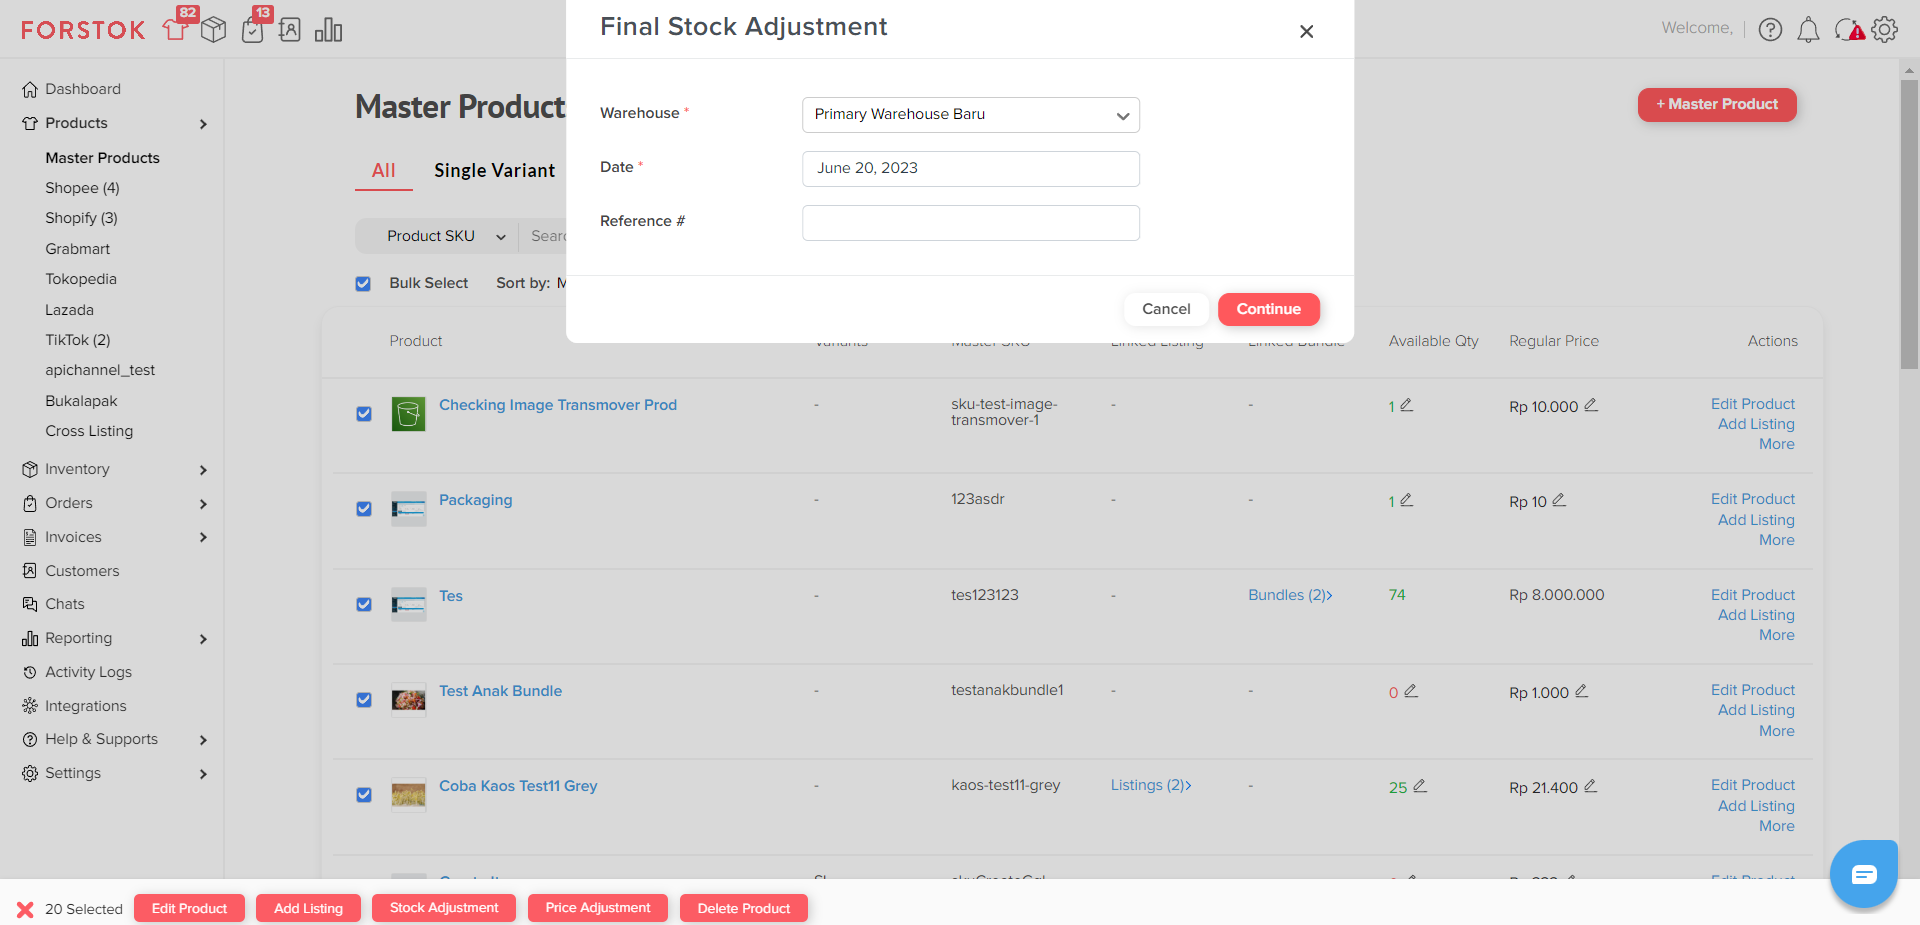 FORSTOK
82
13
Welcome,
Dashboard
Products
Master Products
Shopee (4)
Shopify (3)
Grabmart
Tokopedia
Lazada
TikTok (2)
apichannel_test
Bukalapak
Cross Listing
Inventory
Orders
Invoices
Customers
Chats
Reporting
Activity Logs
Integrations
Help & Supports
Settings
Master Product
+ Master Product
All
Single Variant
Product SKU
Sear
Bulk Select
Sort by: M
Final Stock Adjustment
Warehouse *
Primary Warehouse Baru
Date *
June 20, 2023
Reference #
Cancel
Continue
Product
Variants
Master SKU
Linked Listing
Linked Bundle
Available Qty
Regular Price
Actions
Checking Image Transmover Prod
-
sku-test-image-
transmover-1
-
-
1
Rp 10.000
Edit Product
Add Listing
More
Packaging
-
123asdr
-
-
1
Rp 10
Edit Product
Add Listing
More
Tes
-
tes123123
-
Bundles (2)>
74
Rp 8.000.000
Edit Product
Add Listing
More
Test Anak Bundle
-
testanakbundle1
-
-
0
Rp 1.000
Edit Product
Add Listing
More
Coba Kaos Test11 Grey
-
kaos-test11-grey
Listings (2)>
-
25
Rp 21.400
Edit Product
Add Listing
More
20 Selected
Edit Product
Add Listing
Stock Adjustment
Price Adjustment
Delete Product